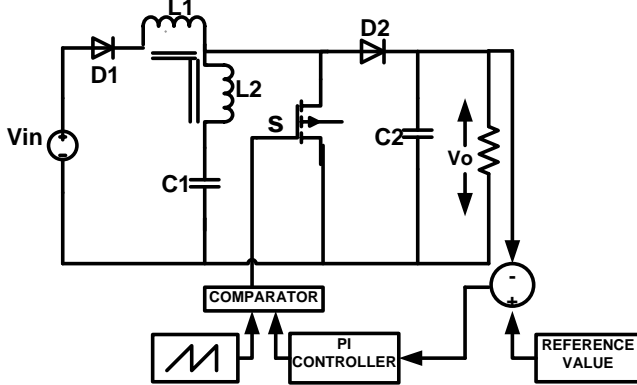 L1
D1
D2
L2
Vin
+
-
S
C1
C2
Vo
-
+
COMPARATOR
PI
CONTROLLER
REFERENCE
VALUE